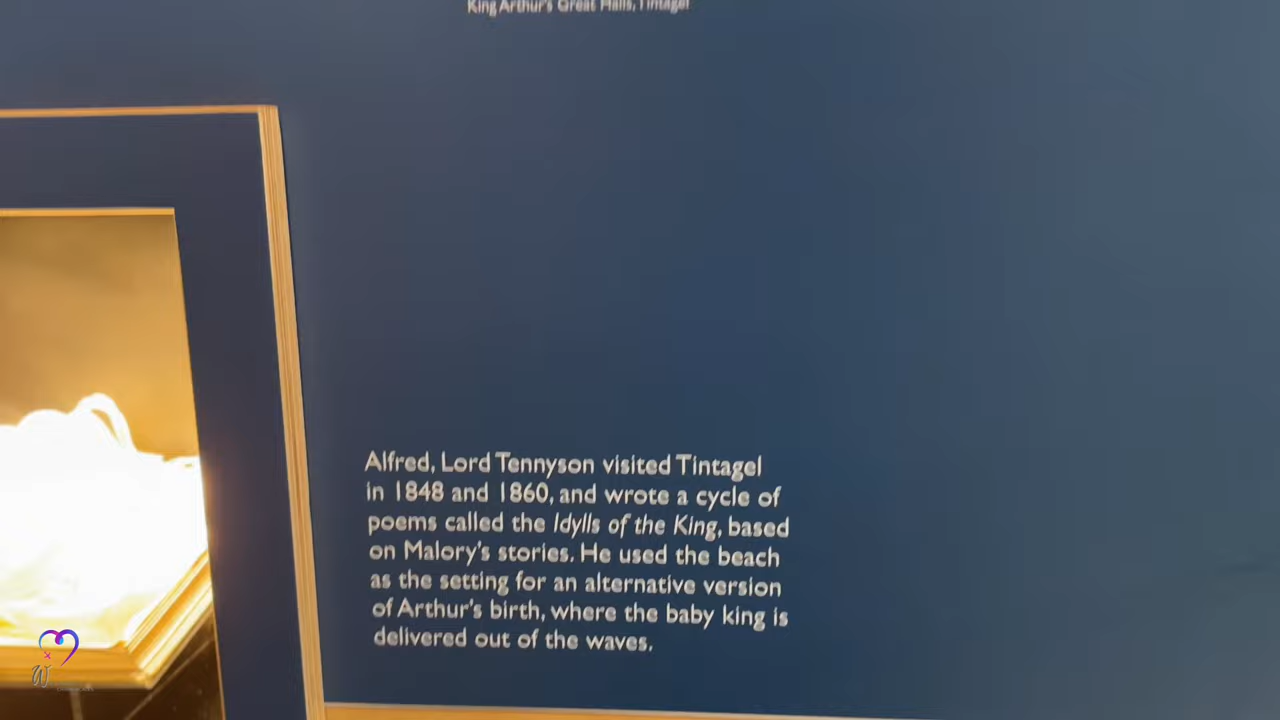 King Arthur's Great Halls, Tintagel
Alfred, Lord Tennyson visited Tintagel
in 1848 and 1860, and wrote a cycle of
poems called the Idylls of the King, based
on Malory's stories. He used the beach
as the setting for an alternative version
of Arthur's birth, where the baby king is
delivered out of the waves.